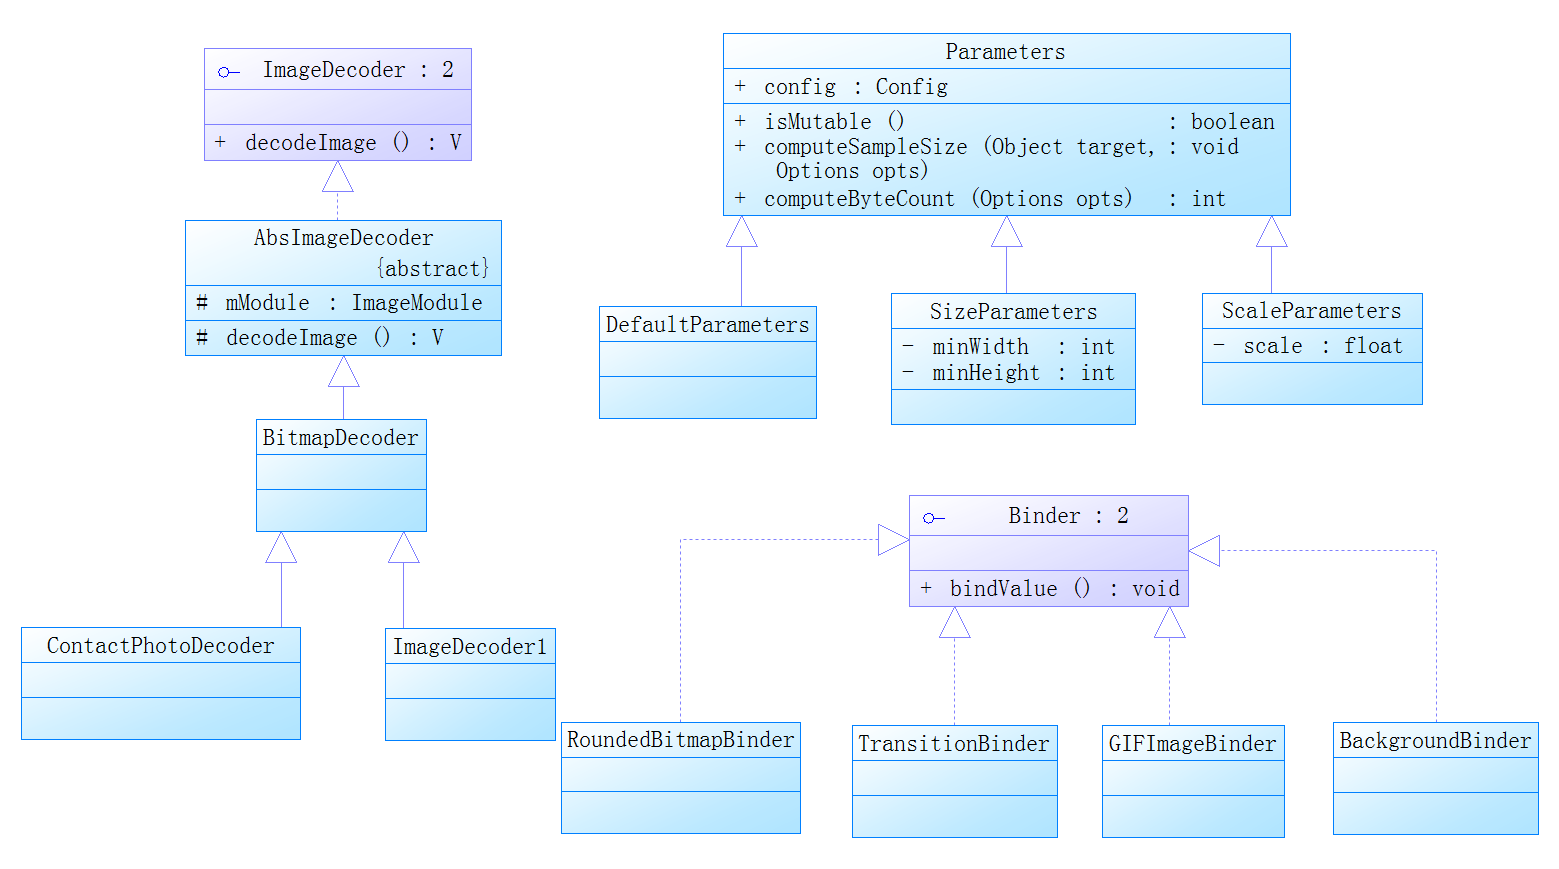 ImageDecoder : 2
+ decodeImage () : V
AbsImageDecoder
{abstract}
# mModule : ImageModule
# decodeImage () : V
BitmapDecoder
ContactPhotoDecoder
ImageDecoder1
Parameters
+ config : Config
+ isMutable () : boolean
+ computeSampleSize (Object target, : void
Options opts)
+ computeByteCount (Options opts) : int
DefaultParameters
SizeParameters
- minWidth : int
- minHeight : int
ScaleParameters
- scale : float
Binder : 2
+ bindValue () : void
RoundedBitmapBinder
TransitionBinder
GIFImageBinder
BackgroundBinder